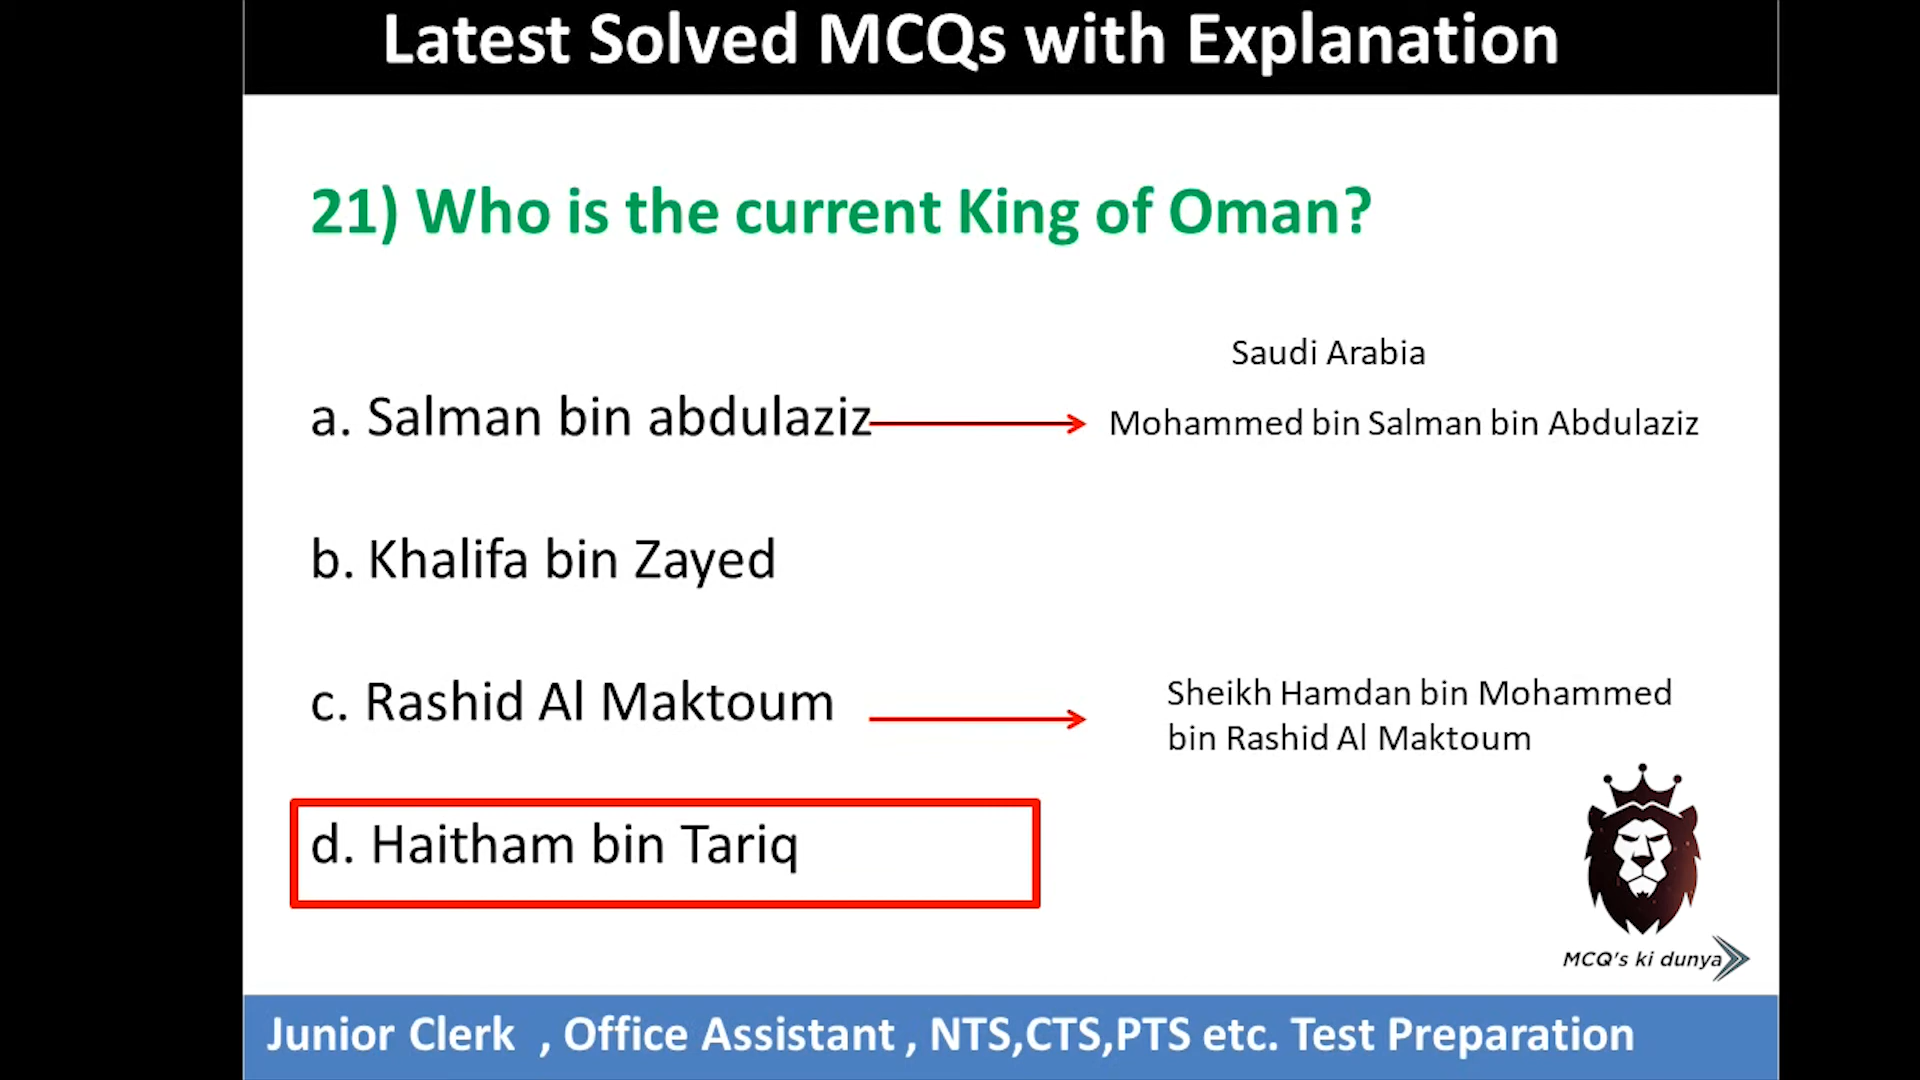 Latest Solved MCQs with Explanation
21) Who is the current King of Oman?
Saudi Arabia
a. Salman bin abdulaziz
Mohammed bin Salman bin Abdulaziz
b. Khalifa bin Zayed
c. Rashid Al Maktoum
Sheikh Hamdan bin Mohammed
bin Rashid Al Maktoum
d. Haitham bin Tariq
MCQ's ki dunya
Junior Clerk , Office Assistant , NTS,CTS,PTS etc. Test Preparation